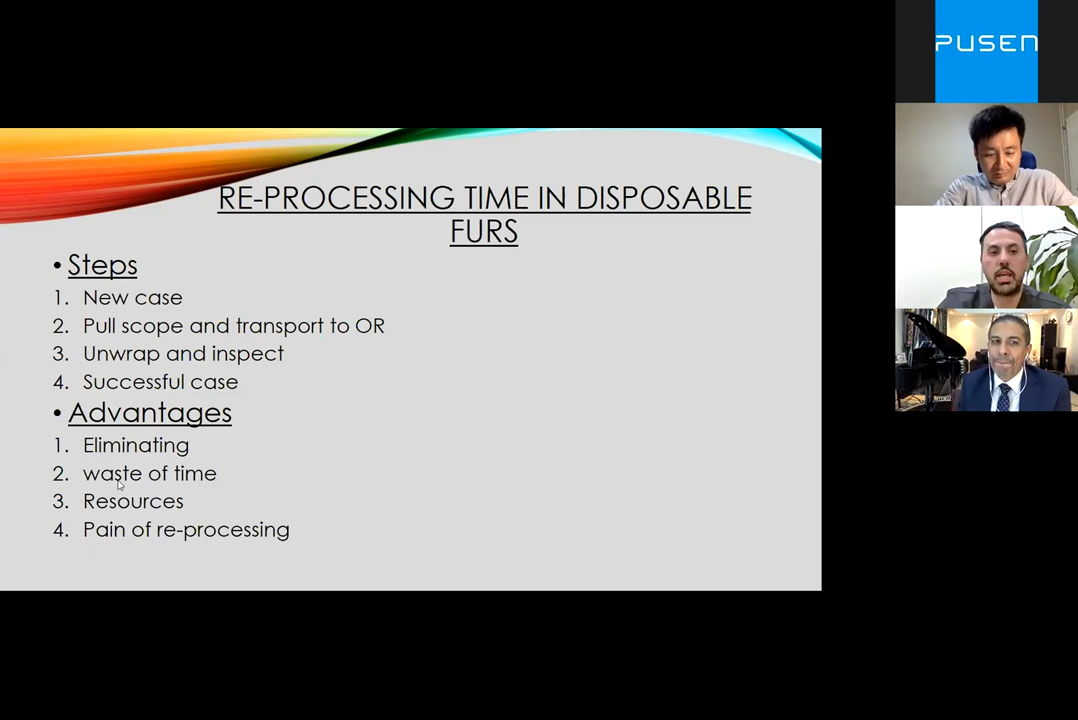 PUSEN
RE-PROCESSING TIME IN DISPOSABLE
FURS
• Steps
1. New case
2. Pull scope and transport to OR
3. Unwrap and inspect
4. Successful case
• Advantages
1. Eliminating
2. waste of time
3. Resources
4. Pain of re-processing